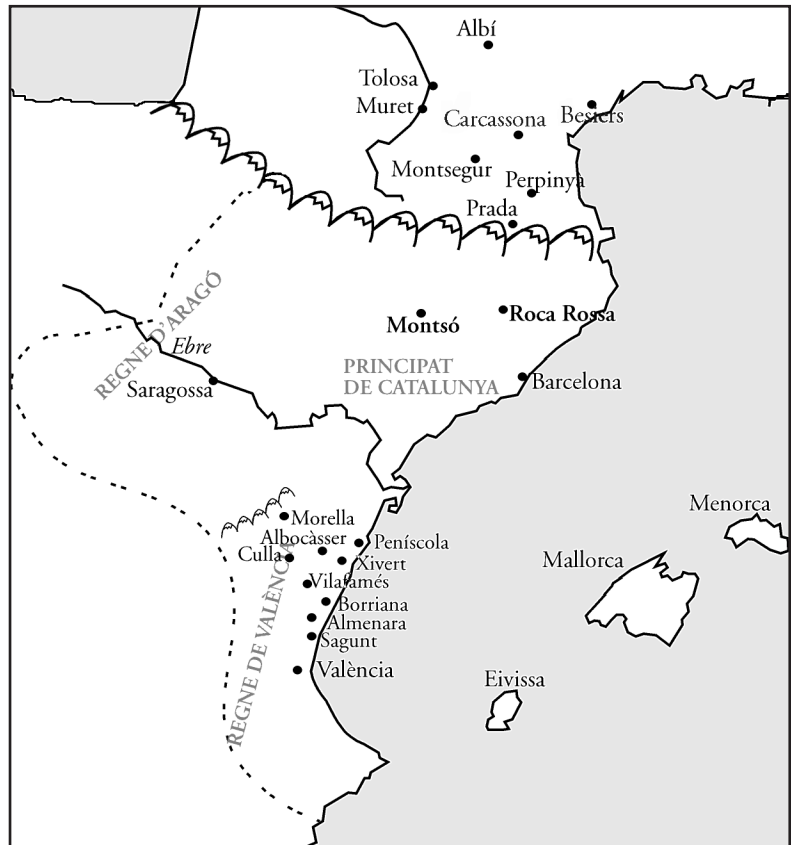 Albí
Tolosa
Muret
Carcassona
Besiers
Montsegur
Perpinyà
Prada
REGNE D'ARAGÓ
Montsó
Roca Rossa
Ebre
PRINCIPAT
DE CATALUNYA
Saragossa
Barcelona
Morella
Menorca
Albocàsser
Peníscola
Culla
Xivert
Mallorca
Vilafamés
Borriana
Almenara
Sagunt
REGNE DE VALÈNCIA
València
Eivissa